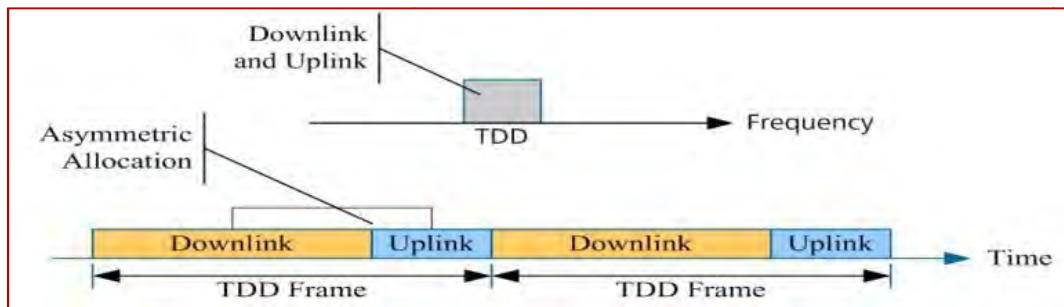 Downlink
and Uplink
TDD
Frequency
Asymmetric
Allocation
Downlink Uplink Downlink Uplink
Time
TDD Frame TDD Frame